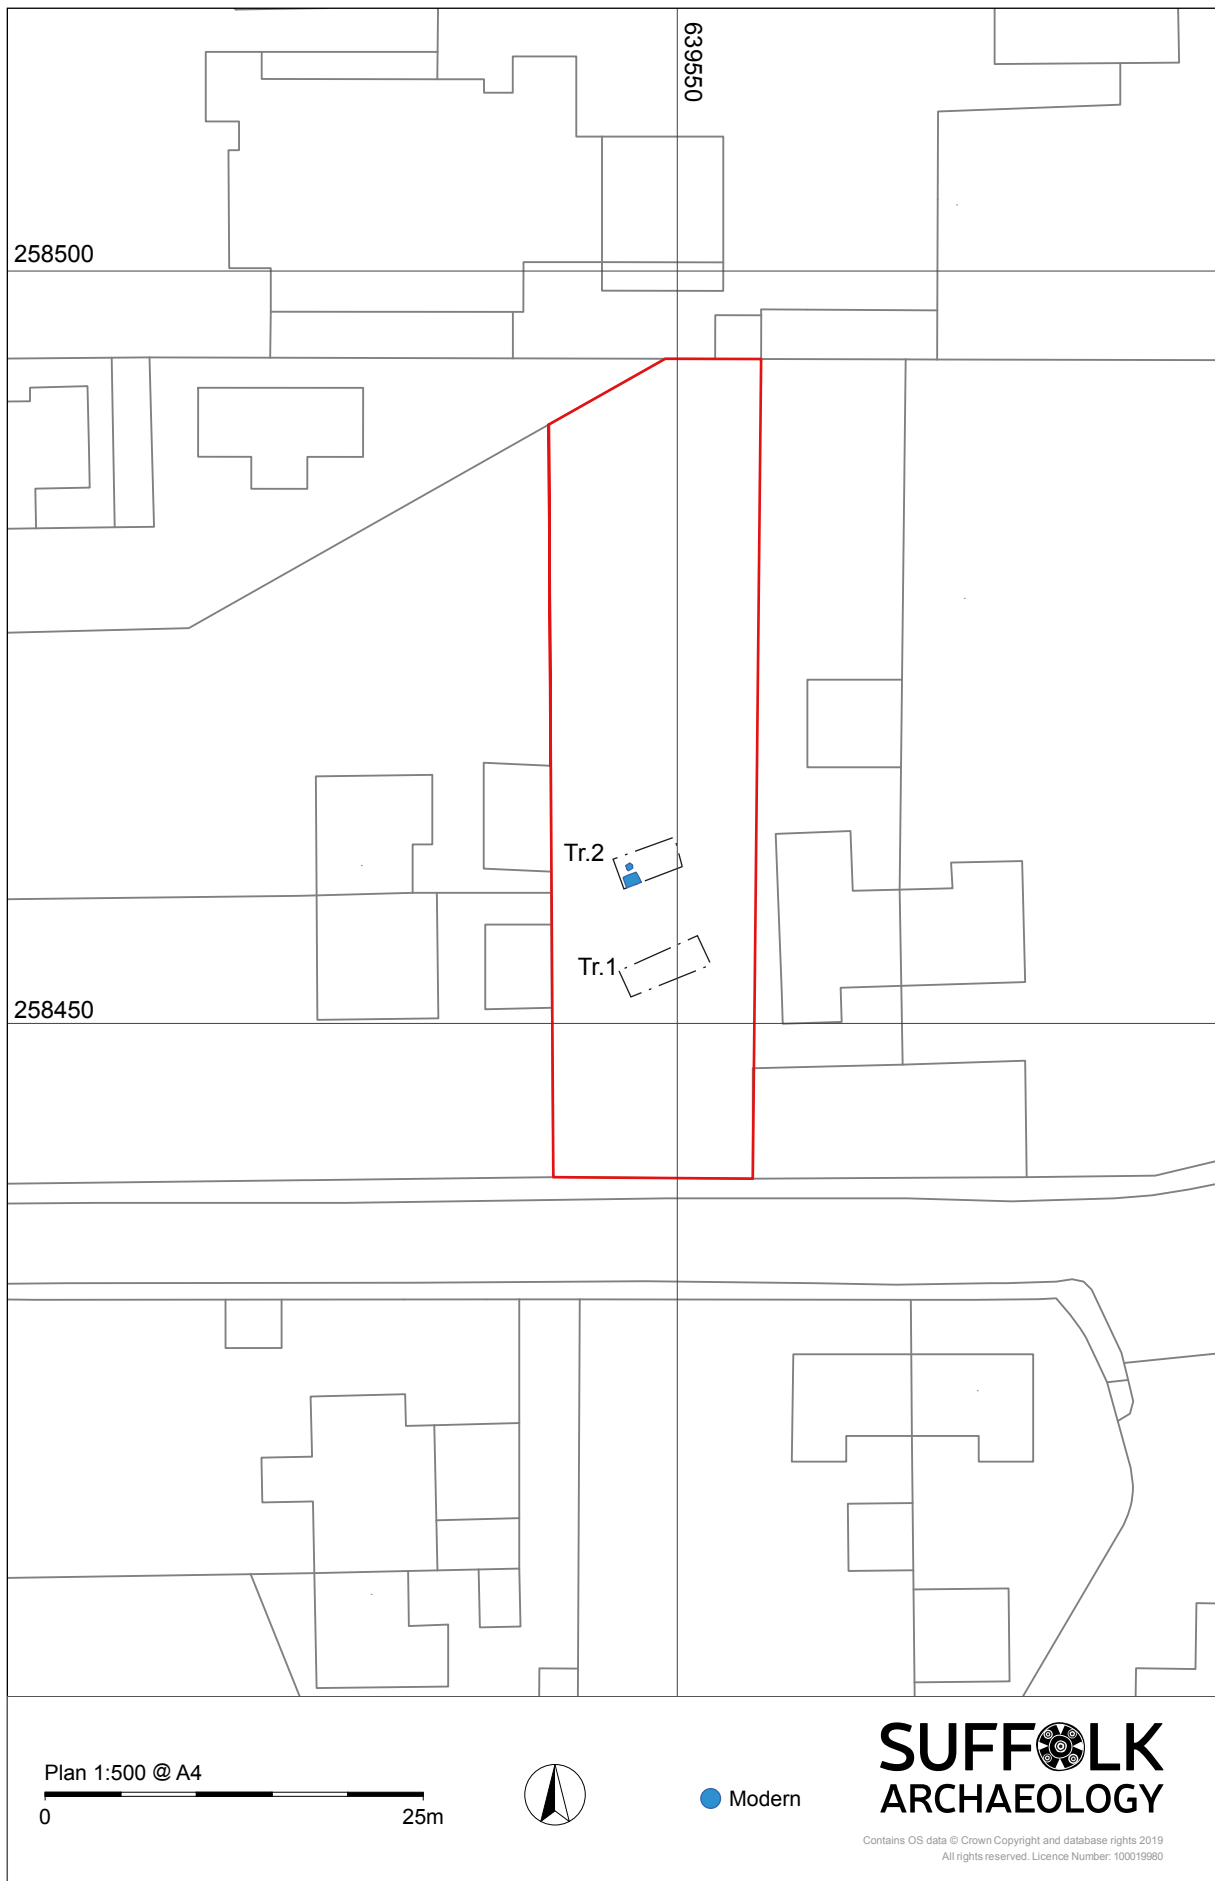 639550
258500
Tr.2
Tr.1
258450
Plan 1:500 @ A4
0 25m
Modern
SUFFOLK
ARCHAEOLOGY
Contains OS data © Crown Copyright and database rights 2019
All rights reserved. Licence Number: 100019980